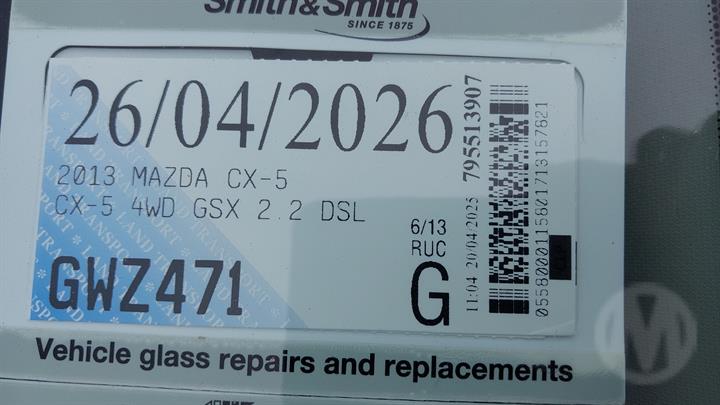 Smith&Smith
SINCE 1875
26/04/2026
2013 MAZDA CX-5
CX-5 4WD GSX 2.2 DSL
6/13
RUC
G
GWZ471
11:04 20/04/2025
795513907
0558000115801713157821
Vehicle glass repairs and replacements
M